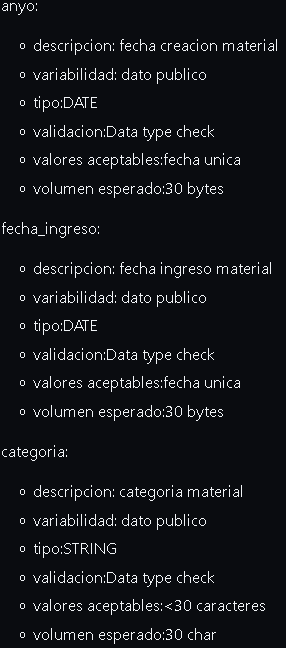 anyo:
descripcion: fecha creacion material
variabilidad: dato publico
tipo:DATE
validacion:Data type check
valores aceptables:fecha unica
volumen esperado:30 bytes
fecha_ingreso:
descripcion: fecha ingreso material
variabilidad: dato publico
tipo:DATE
validacion:Data type check
valores aceptables:fecha unica
volumen esperado:30 bytes
categoria:
descripcion: categoria material
variabilidad: dato publico
tipo:STRING
validacion:Data type check
valores aceptables:<30 caracteres
volumen esperado:30 char